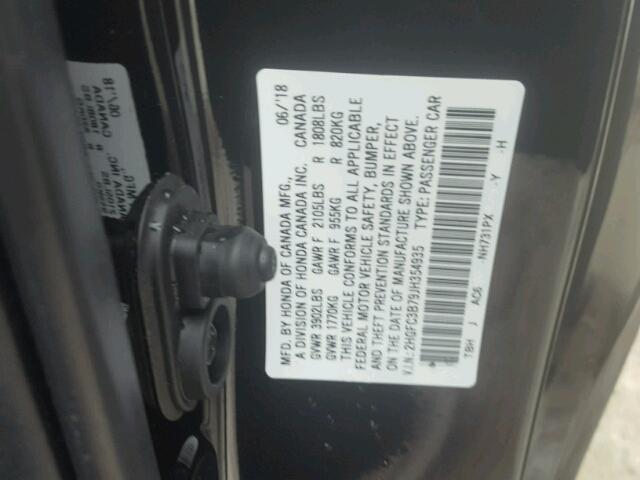 MFD. BY HONDA OF CANADA MFG., 06/'18
A DIVISION OF HONDA CANADA INC. CANADA
GVWR 3902LBS GAWR F 2105LBS R 1808LBS
GVWR 1770KG GAWR F 955KG R 820KG
THIS VEHICLE CONFORMS TO ALL APPLICABLE
FEDERAL MOTOR VEHICLE SAFETY, BUMPER,
AND THEFT PREVENTION STANDARDS IN EFFECT
ON THE DATE OF MANUFACTURE SHOWN ABOVE.
V.I.N.:2HGFC3B79JH354935 TYPE: PASSENGER CAR
TBH J A06 NH731PX -Y -H